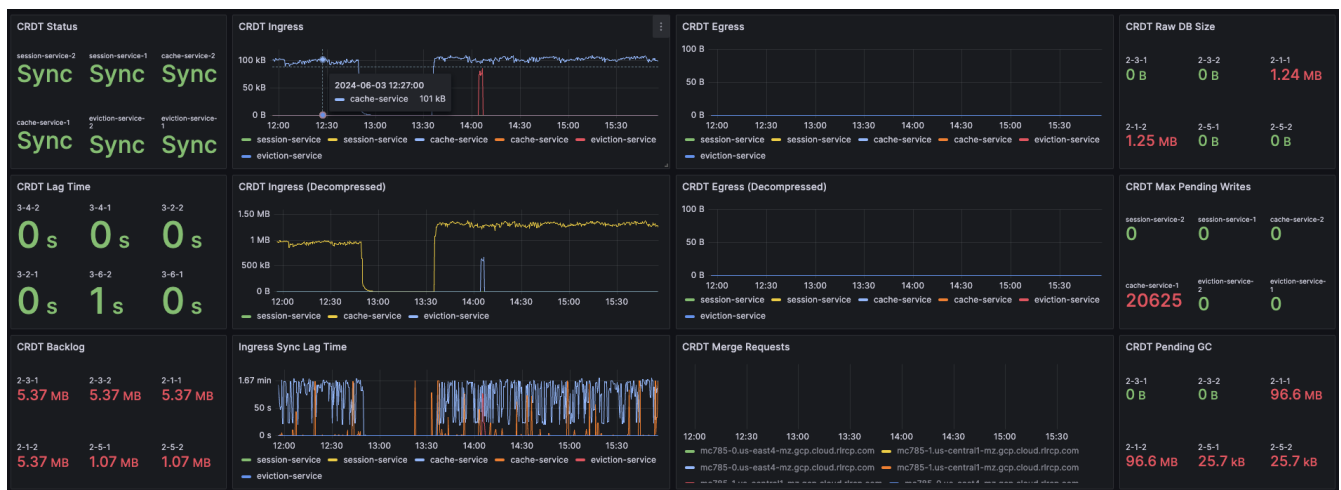 CRDT Status
session-service-2 session-service-1 cache-service-2
Sync Sync Sync
cache-service-1 eviction-service-2 eviction-service-1
Sync Sync Sync
CRDT Ingress
100 kB
50 kB
0 B
2024-06-03 12:27:00
cache-service 101 kB
12:00 12:30 13:00 13:30 14:00 14:30 15:00 15:30
session-service session-service cache-service cache-service eviction-service
eviction-service
CRDT Egress
100 B
50 B
0 B
12:00 12:30 13:00 13:30 14:00 14:30 15:00 15:30
session-service session-service cache-service cache-service eviction-service
eviction-service
CRDT Raw DB Size
2-3-1 2-3-2 2-1-1
0 B 0 B 1.24 MB
2-1-2 2-5-1 2-5-2
1.25 MB 0 B 0 B
CRDT Lag Time
3-4-2 3-4-1 3-2-2
0 s 0 s 0 s
3-2-1 3-6-2 3-6-1
0 s 1 s 0 s
CRDT Ingress (Decompressed)
1.50 MB
1 MB
500 kB
0 B
12:00 12:30 13:00 13:30 14:00 14:30 15:00 15:30
session-service cache-service eviction-service
CRDT Egress (Decompressed)
100 B
50 B
0 B
12:00 12:30 13:00 13:30 14:00 14:30 15:00 15:30
session-service session-service cache-service cache-service eviction-service
eviction-service
CRDT Max Pending Writes
session-service-2 session-service-1 cache-service-2
0 0 0
cache-service-1 eviction-service-2 eviction-service-1
20625 0 0
CRDT Backlog
2-3-1 2-3-2 2-1-1
5.37 MB 5.37 MB 5.37 MB
2-1-2 2-5-1 2-5-2
5.37 MB 1.07 MB 1.07 MB
Ingress Sync Lag Time
1.67 min
50 s
0 s
12:00 12:30 13:00 13:30 14:00 14:30 15:00 15:30
session-service session-service cache-service cache-service eviction-service
eviction-service
CRDT Merge Requests
12:00 12:30 13:00 13:30 14:00 14:30 15:00 15:30
mc785-0.us-east4-mz.gcp.cloud.rlrcp.com mc785-1.us-central1-mz.gcp.cloud.rlrcp.com
mc785-0.us-east4-mz.gcp.cloud.rlrcp.com mc785-1.us-central1-mz.gcp.cloud.rlrcp.com
CRDT Pending GC
2-3-1 2-3-2 2-1-1
0 B 0 B 96.6 MB
2-1-2 2-5-1 2-5-2
96.6 MB 25.7 kB 25.7 kB